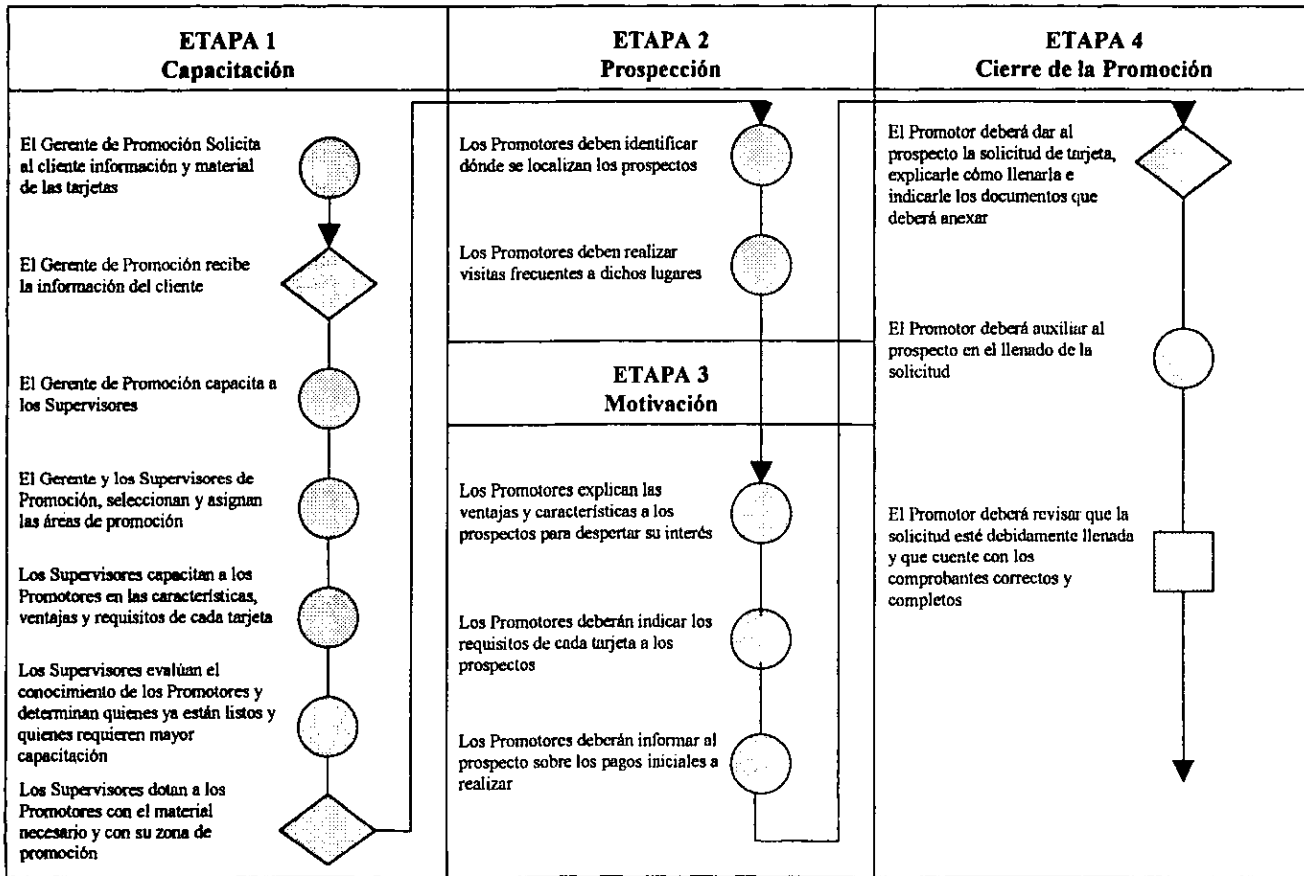 ETAPA 1
Capacitación
El Gerente de Promoción Solicita
al cliente información y material
de las tarjetas
El Gerente de Promoción recibe
la información del cliente
El Gerente de Promoción capacita a
los Supervisores
El Gerente y los Supervisores de
Promoción, seleccionan y asignan
las áreas de promoción
Los Supervisores capacitan a los
Promotores en las características,
ventajas y requisitos de cada tarjeta
Los Supervisores evalúan el
conocimiento de los Promotores y
determinan quienes ya están listos y
quienes requieren mayor
capacitación
Los Supervisores dotan a los
Promotores con el material
necesario y con su zona de
promoción
ETAPA 2
Prospección
Los Promotores deben identificar
dónde se localizan los prospectos
Los Promotores deben realizar
visitas frecuentes a dichos lugares
ETAPA 3
Motivación
Los Promotores explican las
ventajas y características a los
prospectos para despertar su interés
Los Promotores deberán indicar los
requisitos de cada tarjeta a los
prospectos
Los Promotores deberán informar al
prospecto sobre los pagos iniciales a
realizar
ETAPA 4
Cierre de la Promoción
El Promotor deberá dar al
prospecto la solicitud de tarjeta,
explicarle cómo llenarla e
indicarle los documentos que
deberá anexar
El Promotor deberá auxiliar al
prospecto en el llenado de la
solicitud
El Promotor deberá revisar que la
solicitud esté debidamente llenada
y que cuente con los
comprobantes correctos y
completos